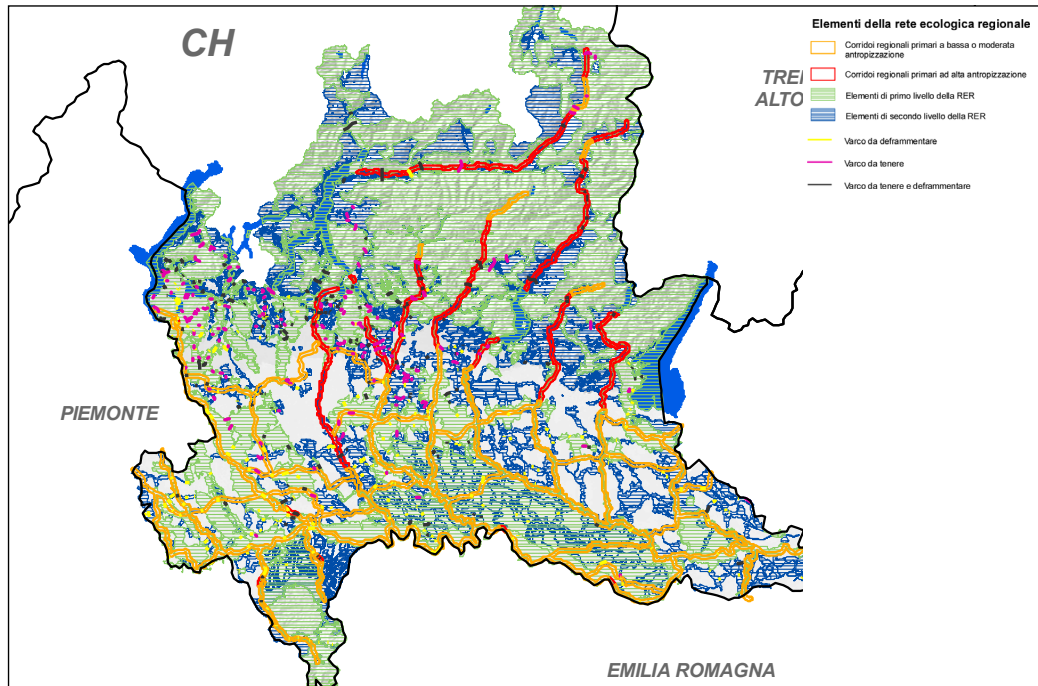 CH
Elementi della rete ecologica regionale
Corridoi regionali primari a bassa o moderata
antropizzazione
Corridoi regionali primari ad alta antropizzazione
Elementi di primo livello della RER
Elementi di secondo livello della RER
Varco da deframmentare
Varco da tenere
Varco da tenere e deframmentare
TRE
ALTO
PIEMONTE
EMILIA ROMAGNA